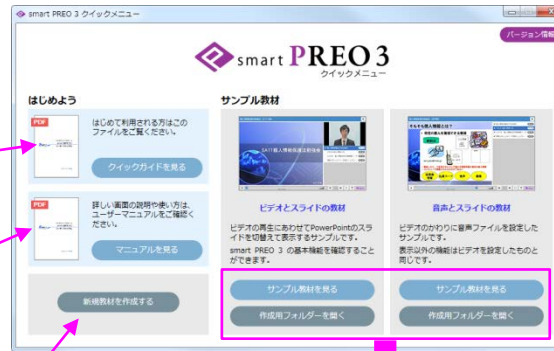 smart PREO 3 クイックメニュー
バージョン情報
smart PREO 3
クイックメニュー
はじめよう
PDF
はじめて利用される方はこの
ファイルをご覧ください。
クイックガイドを見る
PDF
詳しい画面の説明や使い方は、
ユーザーマニュアルをご確認く
ださい。
マニュアルを見る
新規教材を作成する
サンプル教材
ビデオとスライドの教材
ビデオの再生にあわせてPowerPointのスラ
イドを切替えて表示するサンプルです。
smart PREO 3 の基本機能を確認すること
ができます。
サンプル教材を見る
作成用フォルダーを開く
音声とスライドの教材
ビデオのかわりに音声ファイルを設定した
サンプルです。
表示以外の機能はビデオを設定したものと
同じです。
サンプル教材を見る
作成用フォルダーを開く